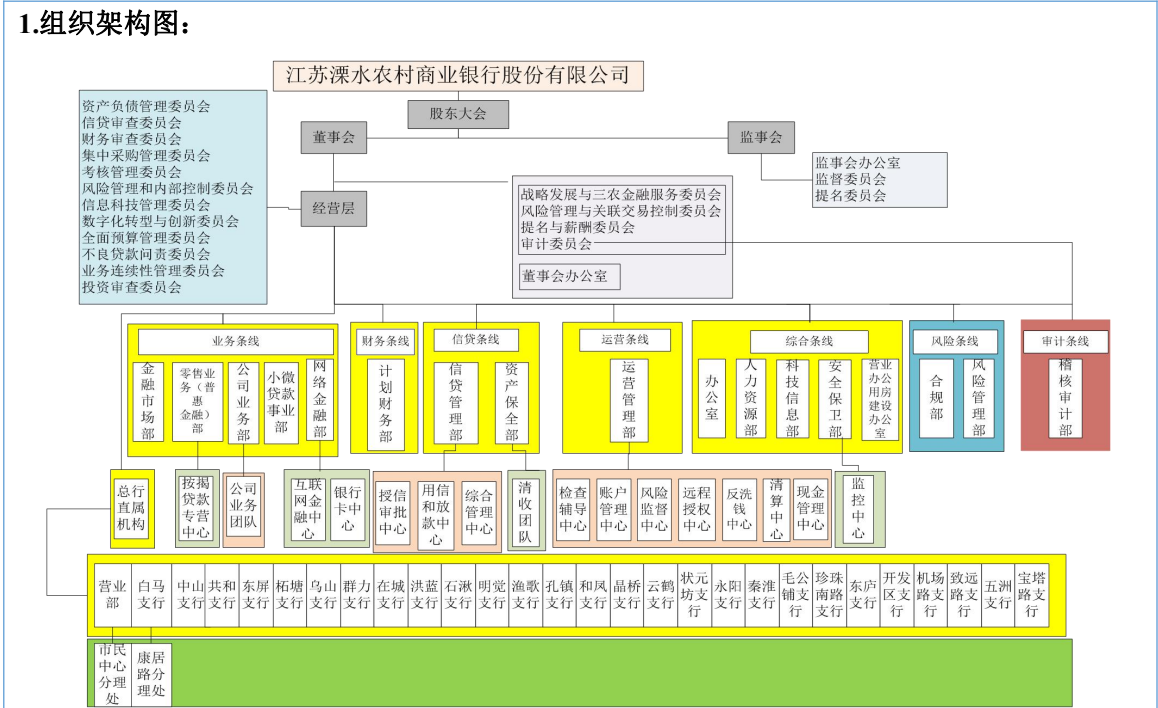 1.组织架构图：
江苏溧水农村商业银行股份有限公司
股东大会
董事会
监事会
经营层
资产负债管理委员会
信贷审查委员会
财务审查委员会
集中采购管理委员会
考核管理委员会
风险管理和内部控制委员会
信息科技管理委员会
数字化转型与创新委员会
全面预算管理委员会
不良贷款问责委员会
业务连续性管理委员会
投资审查委员会
监事会办公室
监督委员会
提名委员会
战略发展与三农金融服务委员会
风险管理与关联交易控制委员会
提名与薪酬委员会
审计委员会
董事会办公室
业务条线
金融市场部
零售业
务（普
惠
金融）
部
公司业务部
小微
贷款
事业
部
网络金融部
财务条线
计划财务部
信贷条线
信贷管理部
资产保全部
运营条线
运营管理部
综合条线
办公室
人力资源部
科技信息部
安全保卫部
营业
办公
用房
建设
办公
室
风险条线
合规部
风险管理部
审计条线
稽核审计部
总行
直属
机构
按揭
贷款
专营
中心
公司
业务
团队
互联
网金
融中
心
银行
卡中
心
授信
审批
中心
用信
和放
款中
心
综合
管理
中心
清收团队
检查
辅导
中心
账户
管理
中心
风险
监督
中心
远程
授权
中心
反洗
钱中
心
清算中心
现金
管理
中心
监控中心
营业
部
白马
支行
中山
支行
共和
支行
东屏
支行
柘塘
支行
乌山
支行
群力
支行
在城
支行
洪蓝
支行
石湫
支行
明觉
支行
渔歌
支行
孔镇
支行
和凤
支行
晶桥
支行
云鹤
支行
状元
坊支
行
永阳
支行
秦淮
支行
毛公
铺支
行
珍珠
南路
支行
东庐
支行
开发
区支
行
机场
路支
行
致远
路支
行
五洲
支行
宝塔
路支
行
市民
中心
分理
处
康居
路分
理处